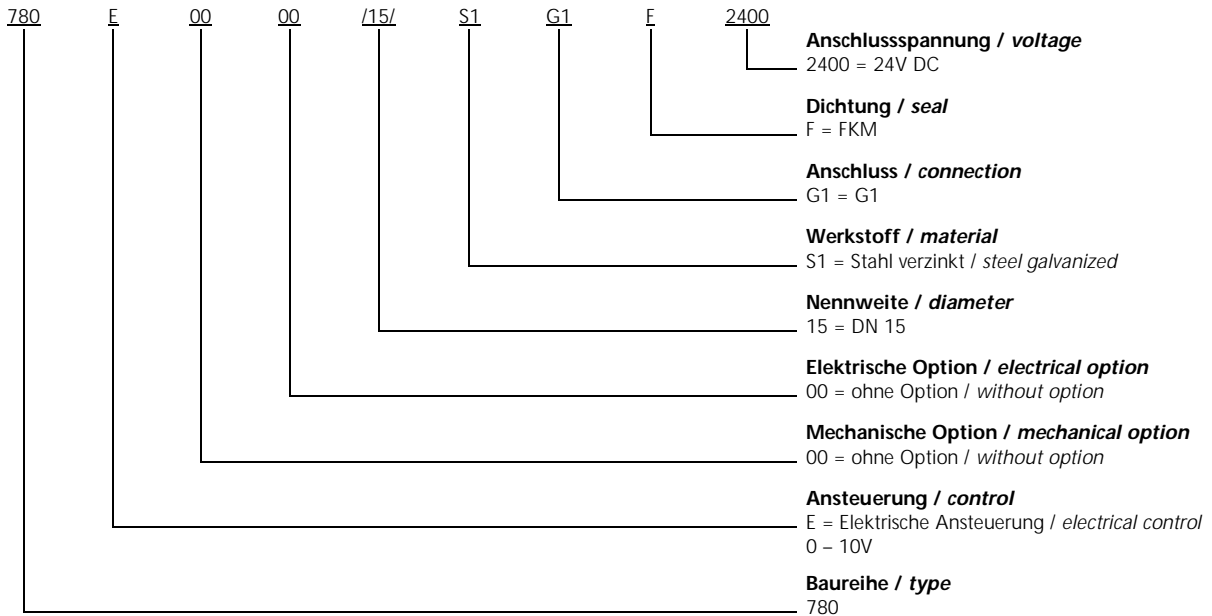 780 E 00 00 /15/ S1 G1 F 2400
Anschlussspannung / voltage
2400 = 24V DC
Dichtung / seal
F = FKM
Anschluss / connection
G1 = G1
Werkstoff / material
S1 = Stahl verzinkt / steel galvanized
Nennweite / diameter
15 = DN 15
Elektrische Option / electrical option
00 = ohne Option / without option
Mechanische Option / mechanical option
00 = ohne Option / without option
Ansteuerung / control
E = Elektrische Ansteuerung / electrical control
0 – 10V
Baureihe / type
780